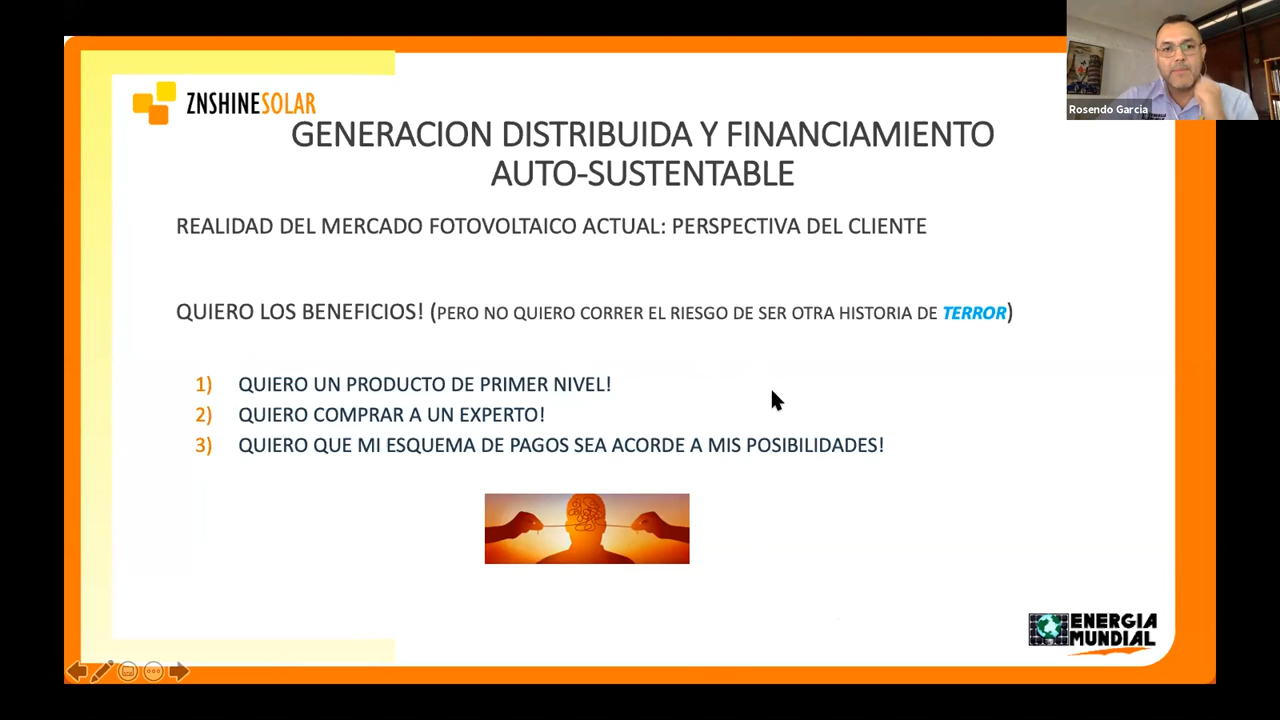 ZNSHINESOLAR
Rosendo Garcia
GENERACION DISTRIBUIDA Y FINANCIAMIENTO
AUTO-SUSTENTABLE
REALIDAD DEL MERCADO FOTOVOLTAICO ACTUAL: PERSPECTIVA DEL CLIENTE
QUIERO LOS BENEFICIOS! (PERO NO QUIERO CORRER EL RIESGO DE SER OTRA HISTORIA DE TERROR)
1) QUIERO UN PRODUCTO DE PRIMER NIVEL!
2) QUIERO COMPRAR A UN EXPERTO!
3) QUIERO QUE MI ESQUEMA DE PAGOS SEA ACORDE A MIS POSIBILIDADES!
ENERGIA
MUNDIAL